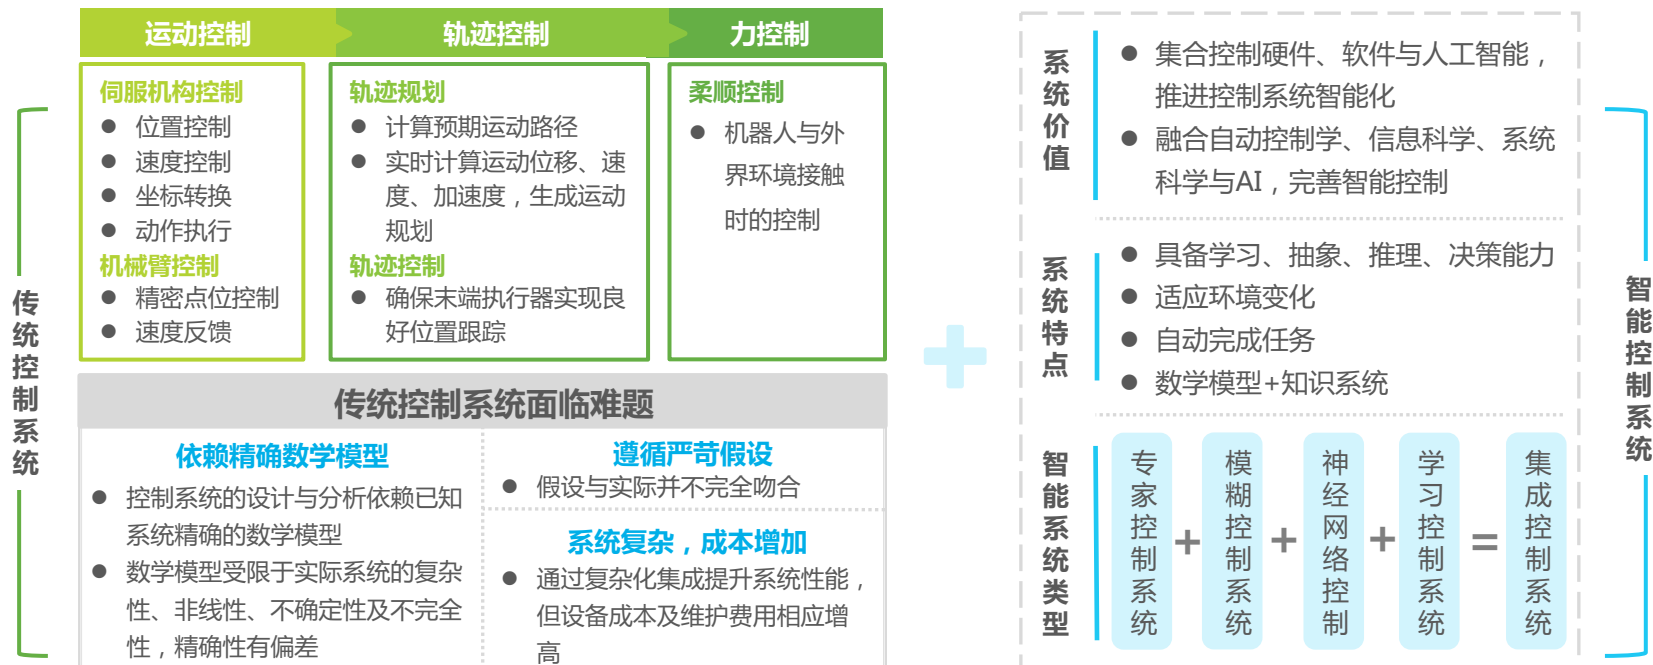 传统控制系统
运动控制
轨迹控制
力控制
伺服机构控制
● 位置控制
● 速度控制
● 坐标转换
● 动作执行
机械臂控制
● 精密点位控制
● 速度反馈
轨迹规划
● 计算预期运动路径
● 实时计算运动位移、速
度、加速度，生成运动
规划
轨迹控制
● 确保末端执行器实现良
好位置跟踪
柔顺控制
● 机器人与外
界环境接触
时的控制
传统控制系统面临难题
依赖精确数学模型
● 控制系统的设计与分析依赖已知
系统精确的数学模型
● 数学模型受限于实际系统的复杂
性、非线性、不确定性及不完全
性，精确性有偏差
遵循严苛假设
● 假设与实际并不完全吻合
系统复杂，成本增加
● 通过复杂化集成提升系统性能，
但设备成本及维护费用相应增
高
+
系统价值
● 集合控制硬件、软件与人工智能，
推进控制系统智能化
● 融合自动控制学、信息科学、系统
科学与AI，完善智能控制
系统特点
● 具备学习、抽象、推理、决策能力
● 适应环境变化
● 自动完成任务
● 数学模型+知识系统
智能系统类型
专家控制系统
+
模糊控制系统
+
神经网络控制
+
学习控制系统
=
集成控制系统
智能控制系统